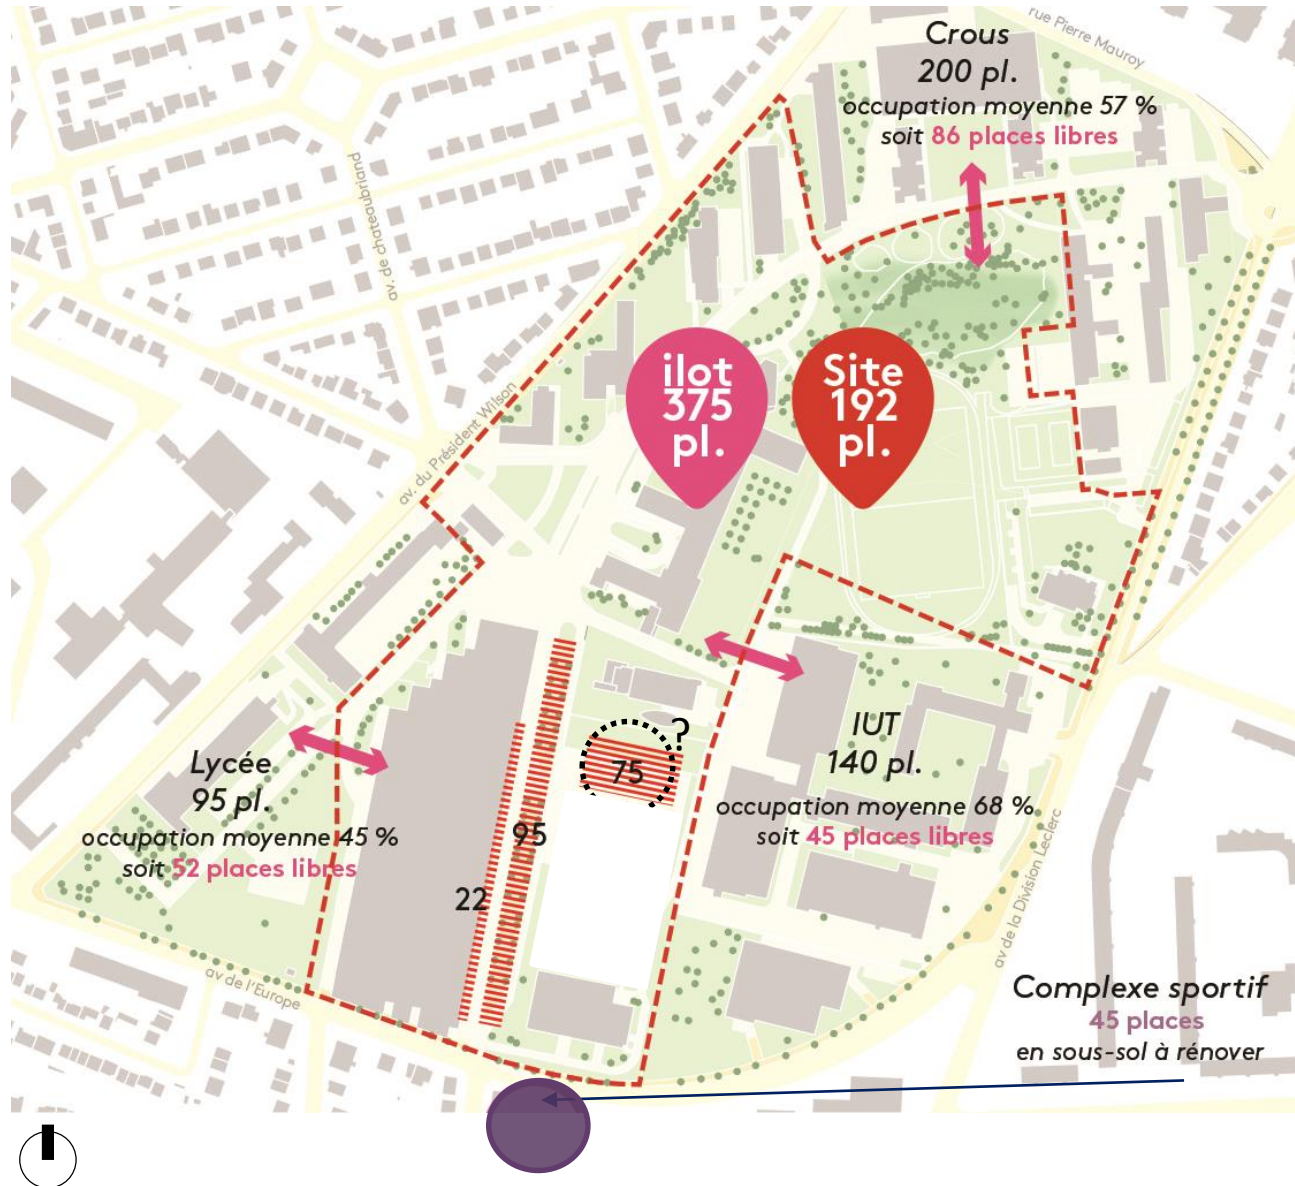 rue Pierre Mauroy
Crous
200 pl.
occupation moyenne 57 %
soit 86 places libres
av. de chateaubriand
ilot
375
pl.
Site
192
pl.
av. du Président Wilson
?
75
95
22
Lycée
95 pl.
occupation moyenne 45 %
soit 52 places libres
IUT
140 pl.
occupation moyenne 68 %
soit 45 places libres
av de la Division Leclerc
av de l'Europe
Complexe sportif
45 places
en sous-sol à rénover